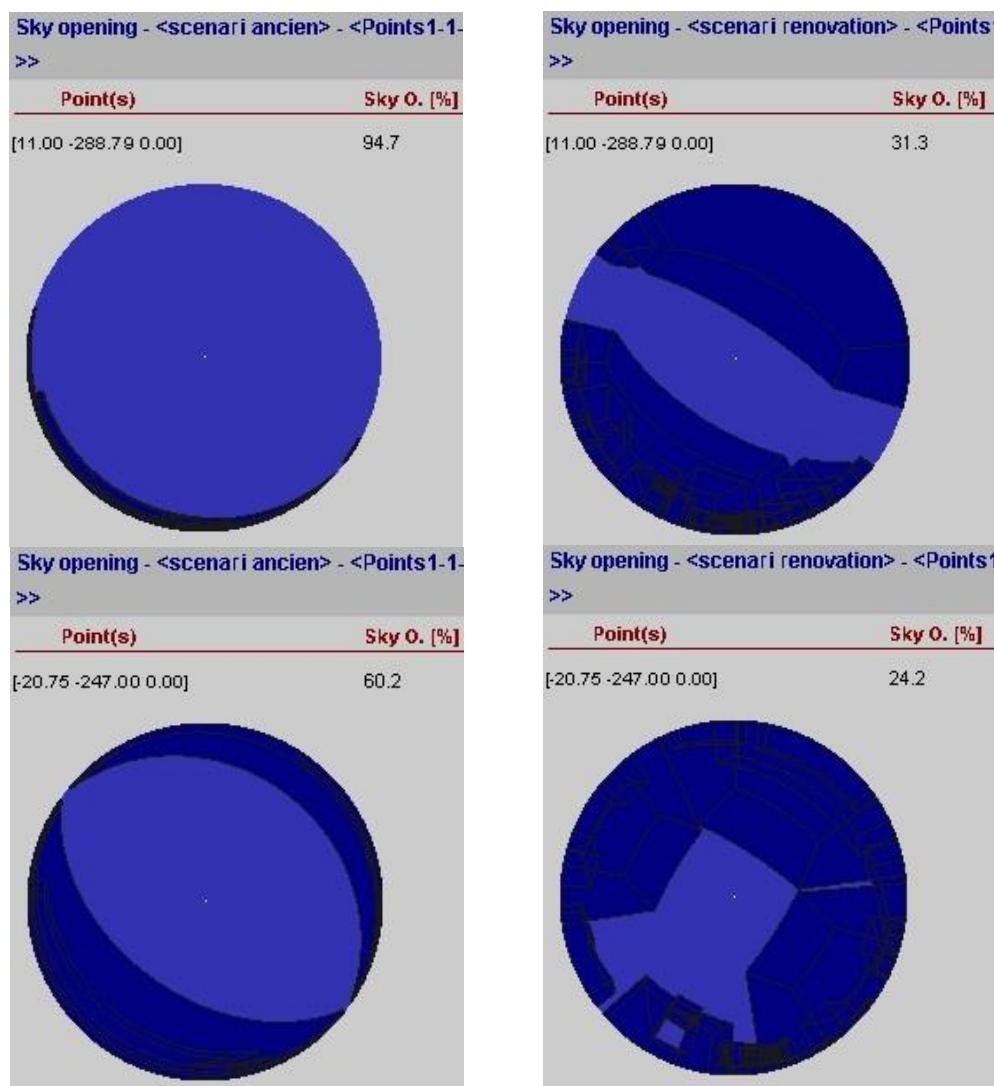 Sky opening - <scenari ancien> - <Points1-1-
>>
Point(s) Sky O. [%]
[11.00 -288.79 0.00] 94.7
Sky opening - <scenari renovation> - <Points1
>>
Point(s) Sky O. [%]
[11.00 -288.79 0.00] 31.3
Sky opening - <scenari ancien> - <Points1-1-
>>
Point(s) Sky O. [%]
[-20.75 -247.00 0.00] 60.2
Sky opening - <scenari renovation> - <Points1
>>
Point(s) Sky O. [%]
[-20.75 -247.00 0.00] 24.2